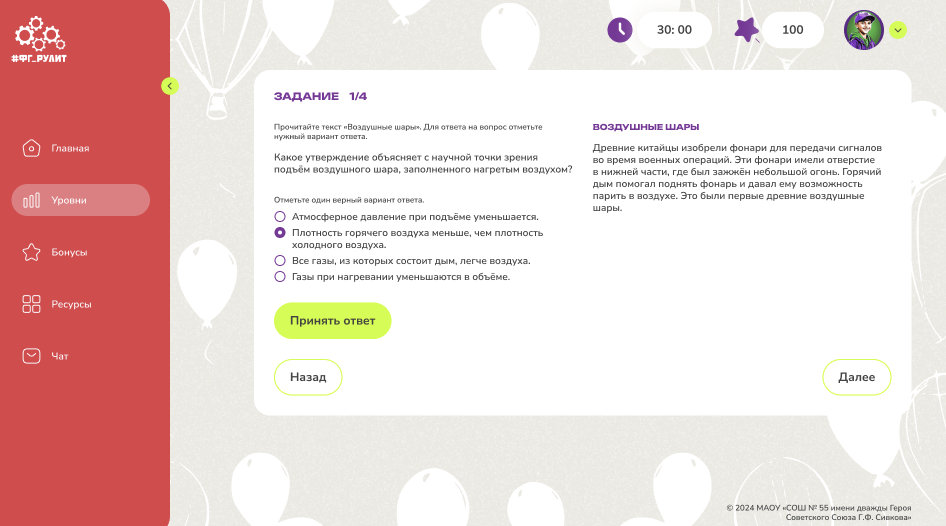 #ФГ_РУЛИТ
30: 00
100
Главная
Уровни
Бонусы
Ресурсы
Чат
ЗАДАНИЕ 1/4
Прочитайте текст «Воздушные шары». Для ответа на вопрос отметьте
нужный вариант ответа.
Какое утверждение объясняет с научной точки зрения
подъём воздушного шара, заполненного нагретым воздухом?
Отметьте один верный вариант ответа.
Атмосферное давление при подъёме уменьшается.
Плотность горячего воздуха меньше, чем плотность
холодного воздуха.
Все газы, из которых состоит дым, легче воздуха.
Газы при нагревании уменьшаются в объёме.
Принять ответ
Назад
Далее
ВОЗДУШНЫЕ ШАРЫ
Древние китайцы изобрели фонари для передачи сигналов
во время военных операций. Эти фонари имели отверстие
в нижней части, где был зажжён небольшой огонь. Горячий
дым помогал поднять фонарь и давал ему возможность
парить в воздухе. Это были первые древние воздушные
шары.
© 2024 МАОУ «СОШ № 55 имени дважды Героя
Советского Союза Г.Ф. Сивкова»